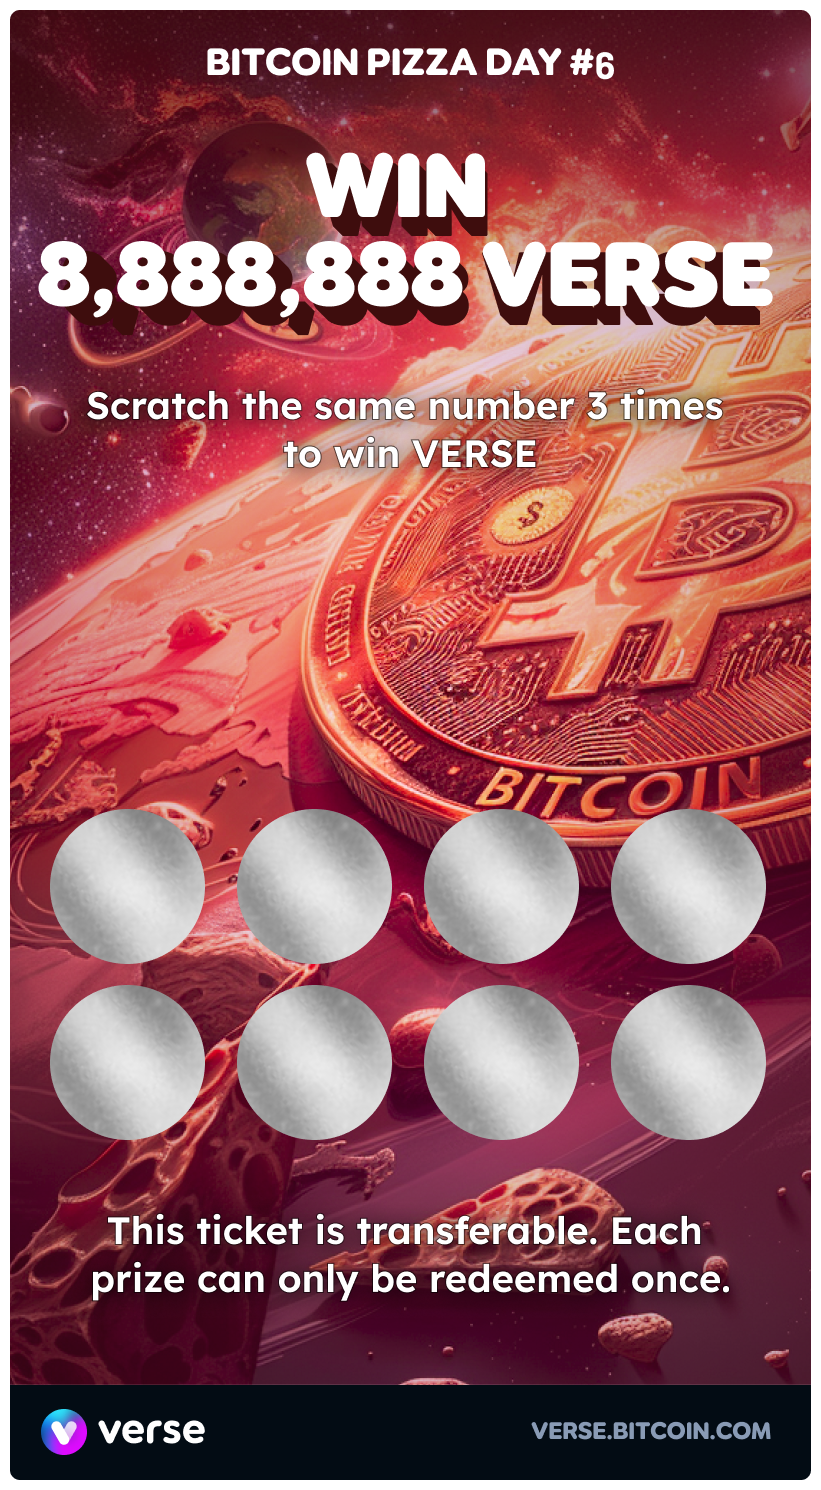 BITCOIN PIZZA DAY #6
WIN
8,888,888 VERSE
Scratch the same number 3 times
to win VERSE
$
BITCOIN
This ticket is transferable. Each
prize can only be redeemed once.
verse
VERSE.BITCOIN.COM